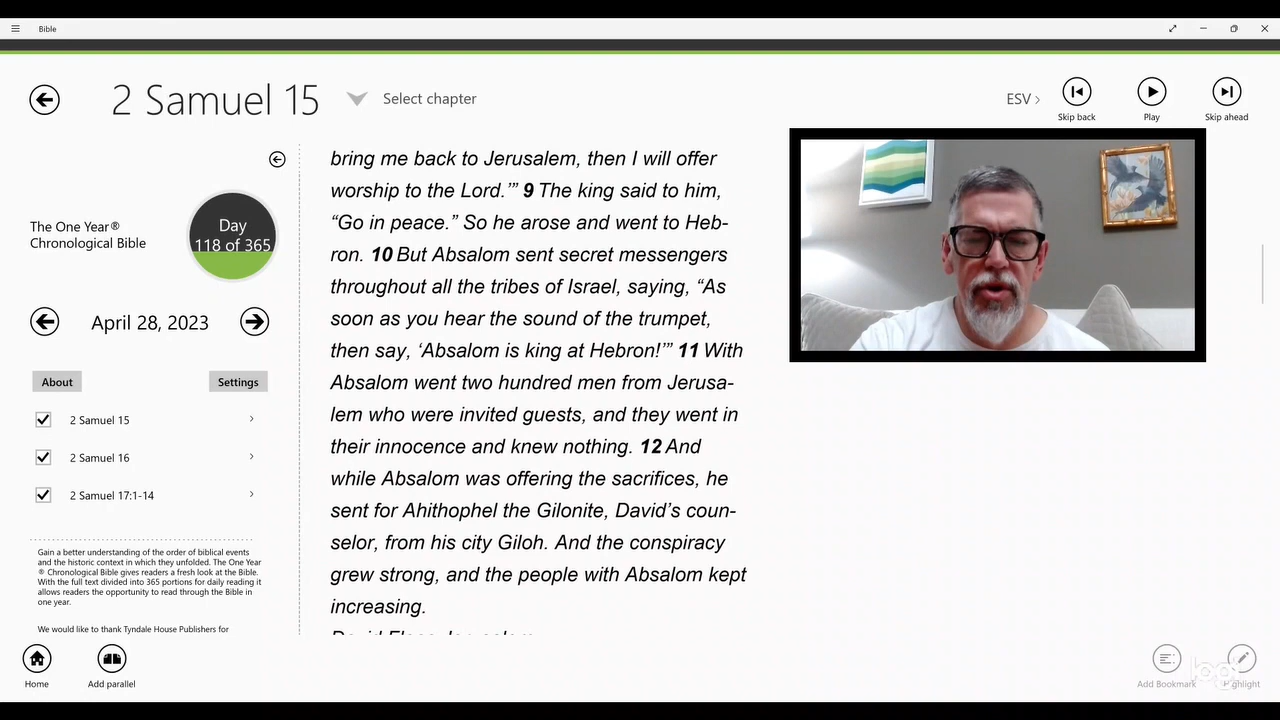 Bible
2 Samuel 15
Select chapter
ESV
Skip back
Play
Skip ahead
The One Year®
Chronological Bible
Day
118 of 365
April 28, 2023
About
Settings
2 Samuel 15
2 Samuel 16
2 Samuel 17:1-14
Gain a better understanding of the order of biblical events
and the historic context in which they unfolded. The One Year
® Chronological Bible gives readers a fresh look at the Bible.
With the full text divided into 365 portions for daily reading it
allows readers the opportunity to read through the Bible in
one year.
We would like to thank Tyndale House Publishers for
bring me back to Jerusalem, then I will offer
worship to the Lord.’” 9 The king said to him,
“Go in peace.” So he arose and went to Heb-
ron. 10 But Absalom sent secret messengers
throughout all the tribes of Israel, saying, “As
soon as you hear the sound of the trumpet,
then say, ‘Absalom is king at Hebron!’” 11 With
Absalom went two hundred men from Jerusa-
lem who were invited guests, and they went in
their innocence and knew nothing. 12 And
while Absalom was offering the sacrifices, he
sent for Ahithophel the Gilonite, David’s coun-
selor, from his city Giloh. And the conspiracy
grew strong, and the people with Absalom kept
increasing.
Home
Add parallel
Add Bookmark
Highlight
logi